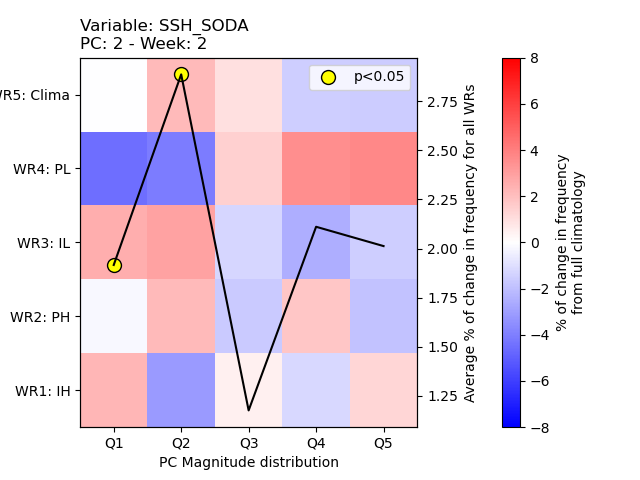 Variable: SSH_SODA
PC: 2 - Week: 2
p<0.05
WR5: Clima
WR4: PL
WR3: IL
WR2: PH
WR1: IH
Q1 Q2 Q3 Q4 Q5
PC Magnitude distribution
2.75
2.50
2.25
2.00
1.75
1.50
1.25
Average % of change in frequency for all WRs
8
6
4
2
0
−2
−4
−6
−8
% of change in frequency
from full climatology